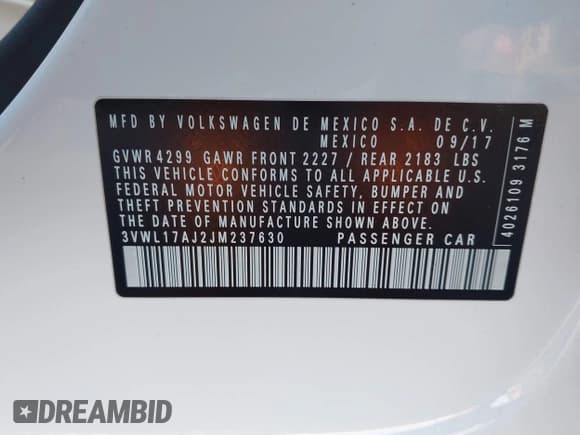 MFD BY VOLKSWAGEN DE MEXICO S.A. DE C.V.
MEXICO 09/17
GVWR 4299 GAWR FRONT 2227 / REAR 2183 LBS
THIS VEHICLE CONFORMS TO ALL APPLICABLE U.S.
FEDERAL MOTOR VEHICLE SAFETY, BUMPER AND
THEFT PREVENTION STANDARDS IN EFFECT ON
THE DATE OF MANUFACTURE SHOWN ABOVE.
3VWL17AJ2JM237630 PASSENGER CAR
4026109 3176 M
DREAMBID